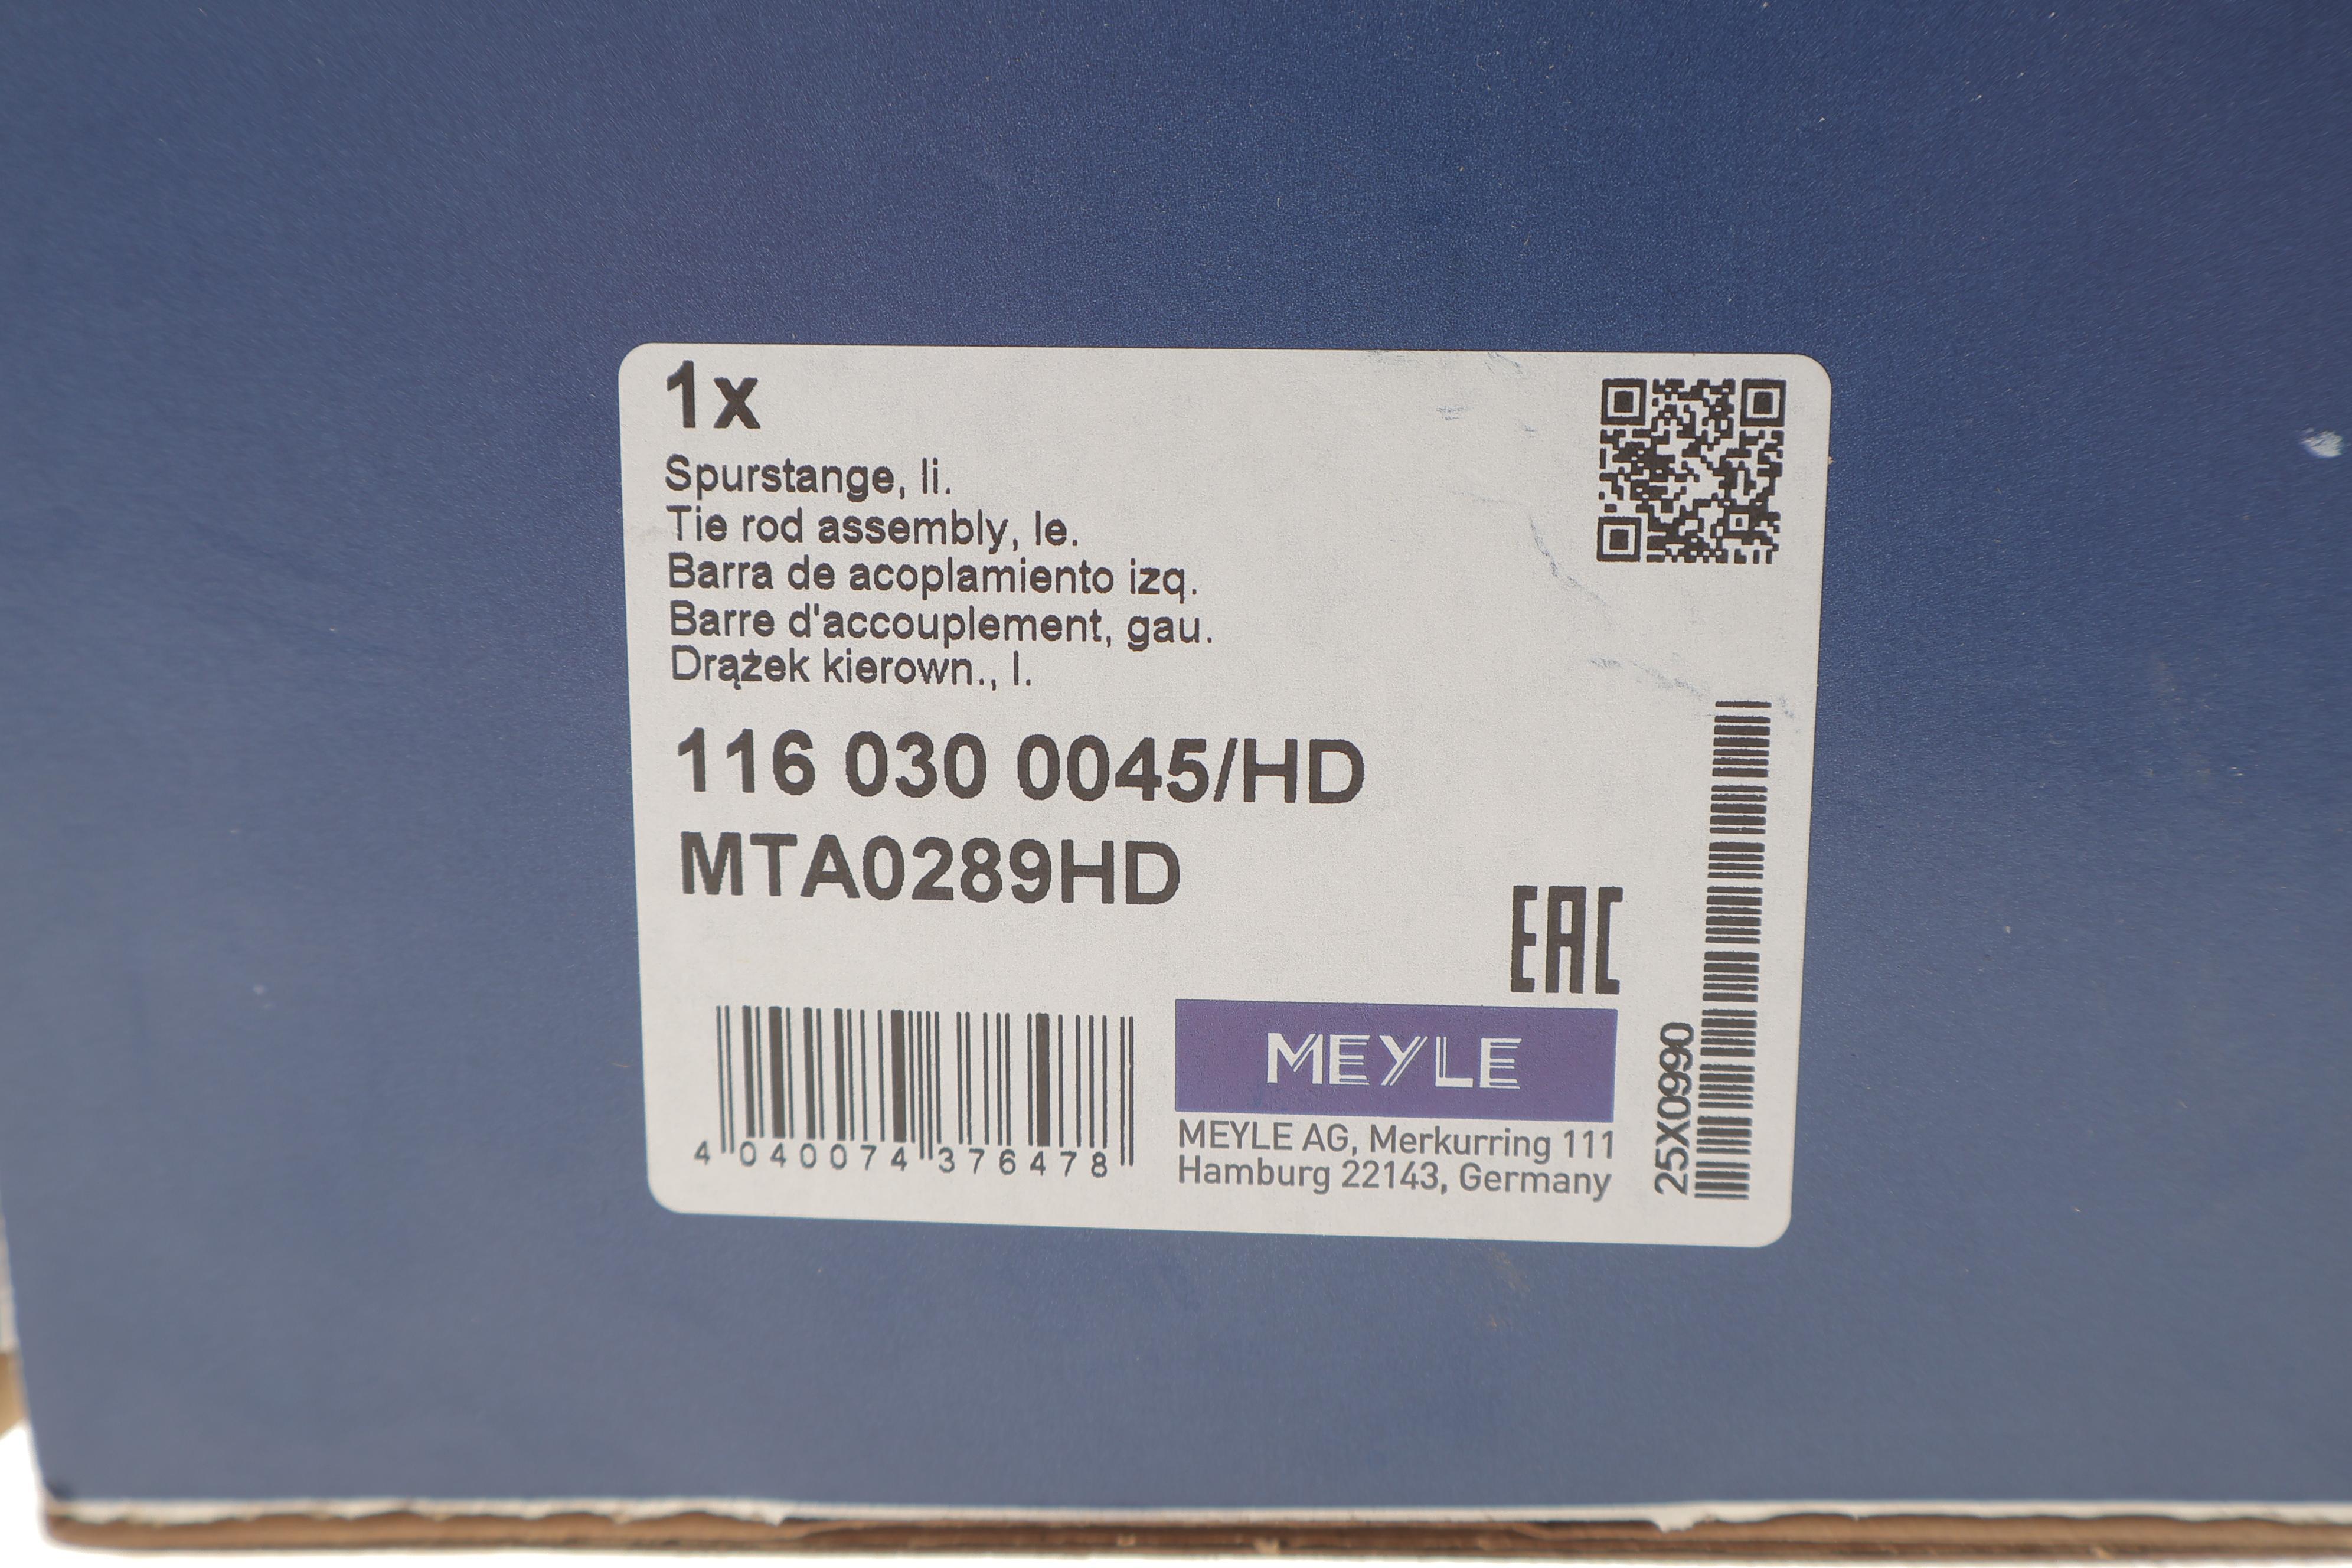 1x
Spurstange, li.
Tie rod assembly, le.
Barra de acoplamiento izq.
Barre d'accouplement, gau.
Drążek kierown., l.
116 030 0045/HD
MTA0289HD
EAC
4 040074 376478
MEYLE
MEYLE AG, Merkurring 111
Hamburg 22143, Germany
25X0990